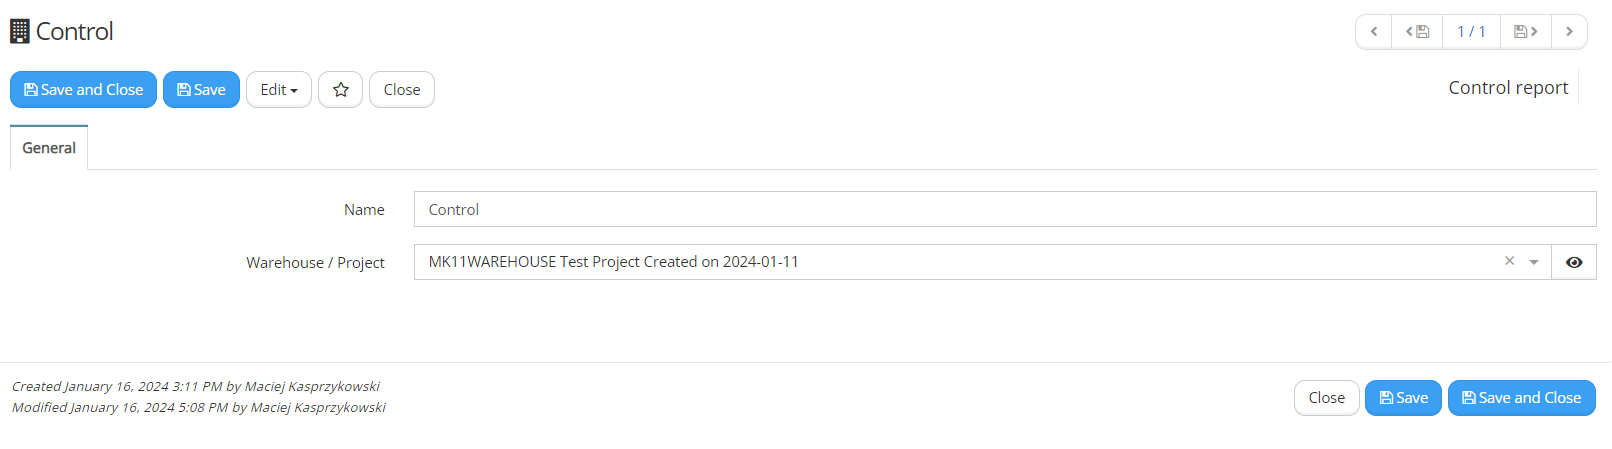 Control
1 / 1
Save and Close Save Edit Close
Control report
General
Name Control
Warehouse / Project MK11WAREHOUSE Test Project Created on 2024-01-11
Created January 16, 2024 3:11 PM by Maciej Kasprzykowski
Modified January 16, 2024 5:08 PM by Maciej Kasprzykowski
Close Save Save and Close